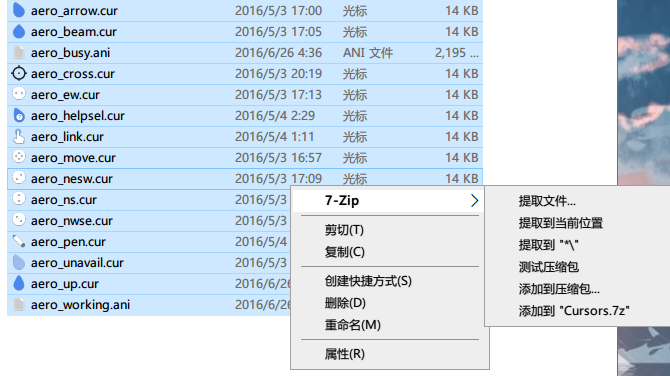 aero_arrow.cur 2016/5/3 17:00 光标 14 KB
aero_beam.cur 2016/5/3 17:05 光标 14 KB
aero_busy.ani 2016/6/26 4:36 ANI 文件 2,195 ...
aero_cross.cur 2016/5/3 20:19 光标 14 KB
aero_ew.cur 2016/5/3 17:13 光标 14 KB
aero_helpsel.cur 2016/5/4 2:29 光标 14 KB
aero_link.cur 2016/5/4 1:11 光标 14 KB
aero_move.cur 2016/5/3 16:57 光标 14 KB
aero_nesw.cur 2016/5/3 17:09 光标 14 KB
aero_ns.cur 2016/5/3
aero_nwse.cur 2016/5/3
aero_pen.cur 2016/5/4
aero_unavail.cur 2016/5/3
aero_up.cur 2016/6/26
aero_working.ani 2016/6/26
7-Zip
剪切(T)
复制(C)
创建快捷方式(S)
删除(D)
重命名(M)
属性(R)
提取文件...
提取到当前位置
提取到 "*\"
测试压缩包
添加到压缩包...
添加到 "Cursors.7z"